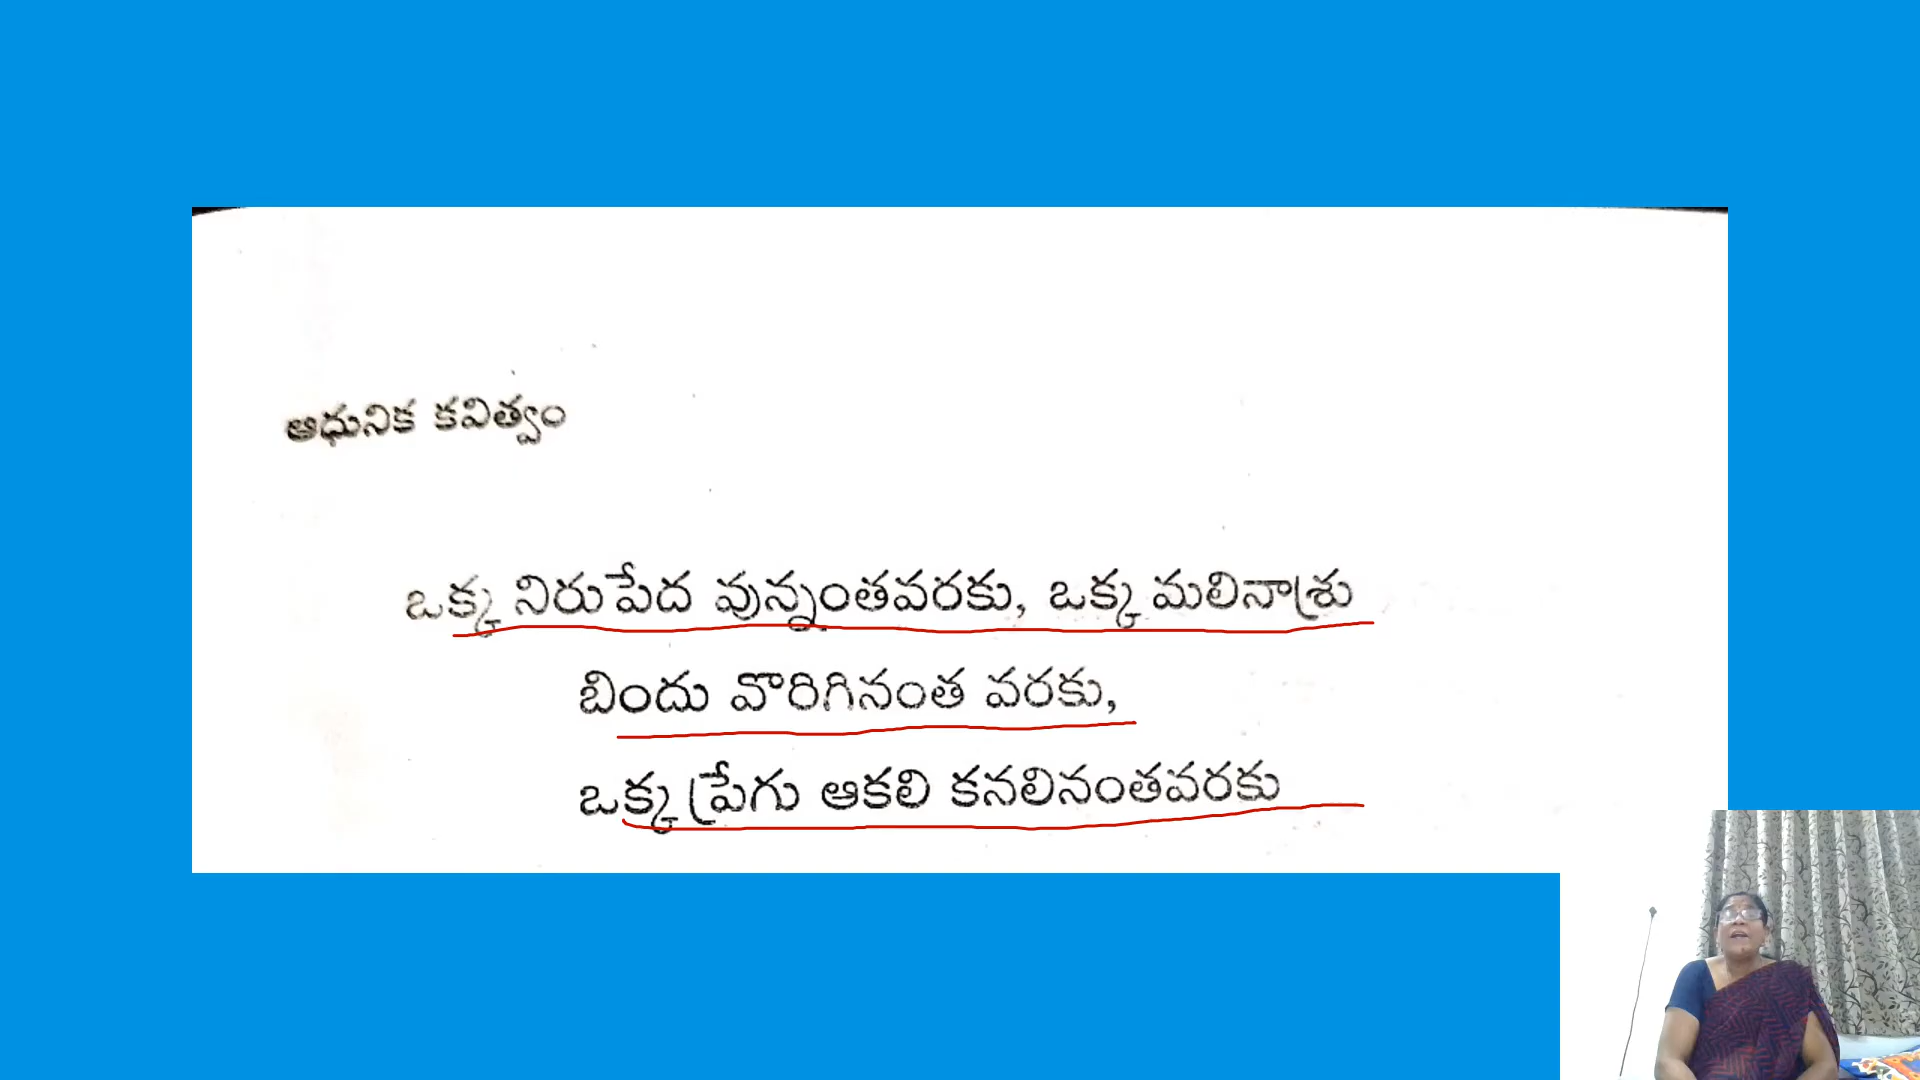 ఆధునిక కవిత్వం
ఒక్క నిరుపేద వున్నంతవరకు, ఒక్క మలినాశ్రు
బిందు వొరిగినంత వరకు,
ఒక్క ప్రేగు ఆకలి కనలినంతవరకు